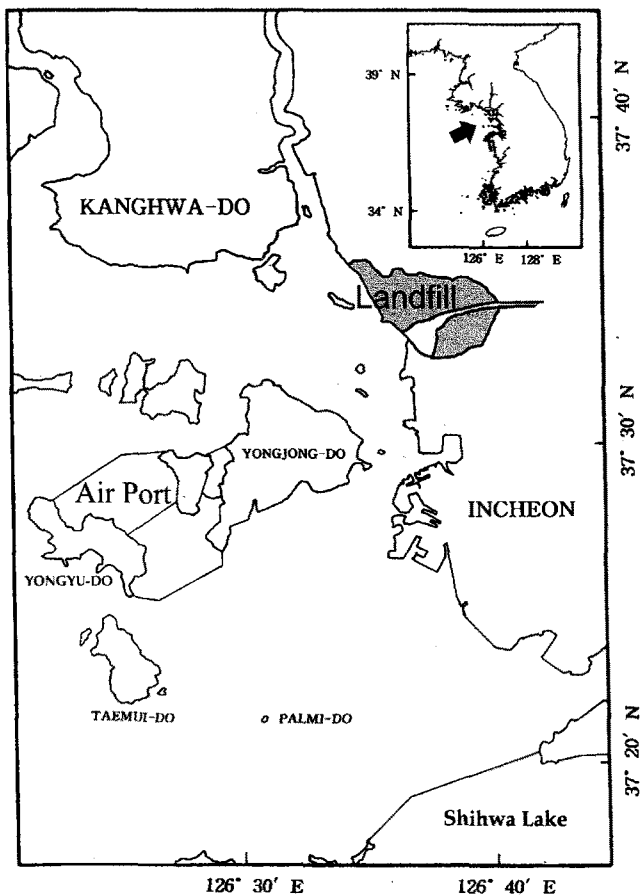 39° N
34° N
126° E
128° E
37° 40' N
KANGHWA-DO
Landfill
37° 30' N
YONGJONG-DO
Air Port
INCHEON
YONGYU-DO
TAEMUI-DO
PALMI-DO
37° 20' N
Shihwa Lake
126° 30' E
126° 40' E